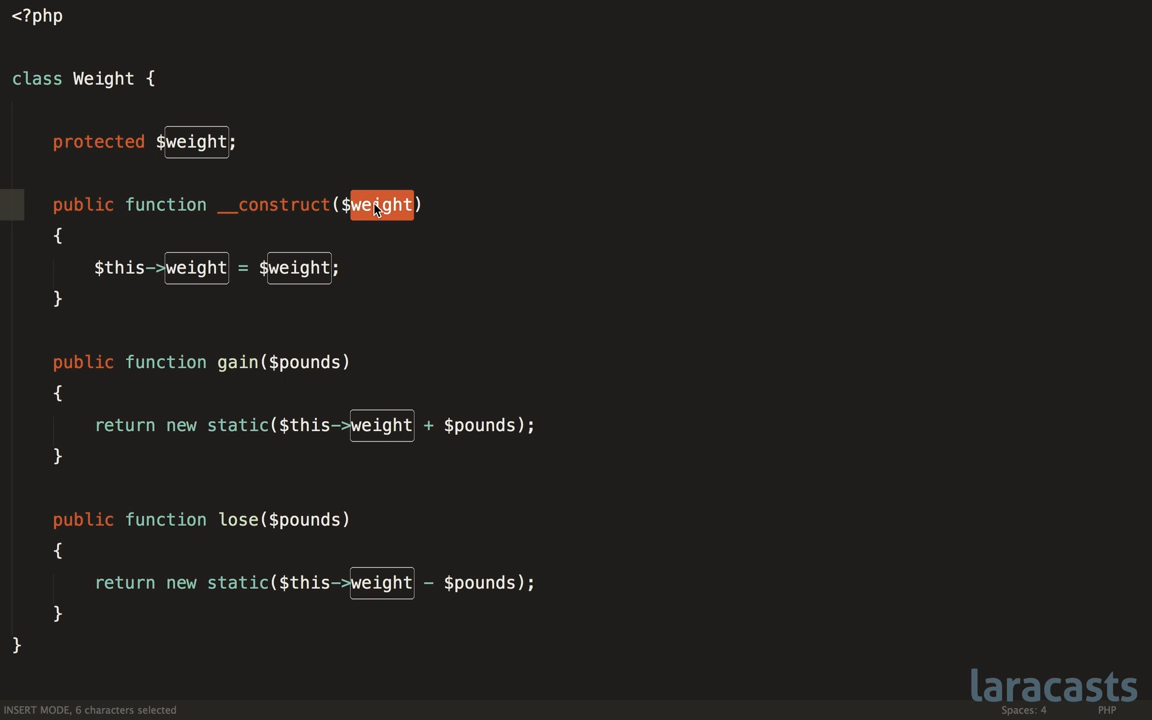 <?php
class Weight {
protected $weight;
public function __construct($weight)
{
$this->weight = $weight;
}
public function gain($pounds)
{
return new static($this->weight + $pounds);
}
public function lose($pounds)
{
return new static($this->weight - $pounds);
}
}
laracasts
INSERT MODE, 6 characters selected
Spaces: 4
PHP